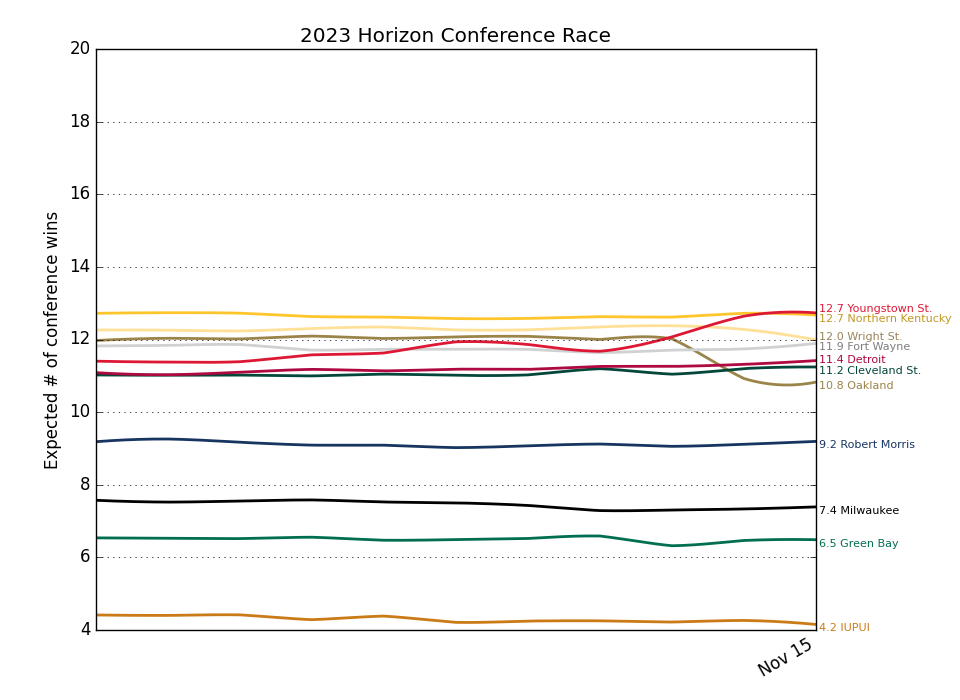 2023 Horizon Conference Race
Expected # of conference wins
20
18
16
14
12
10
8
6
4
12.7 Youngstown St.
12.7 Northern Kentucky
12.0 Wright St.
11.9 Fort Wayne
11.4 Detroit
11.2 Cleveland St.
10.8 Oakland
9.2 Robert Morris
7.4 Milwaukee
6.5 Green Bay
4.2 IUPUI
Nov 15